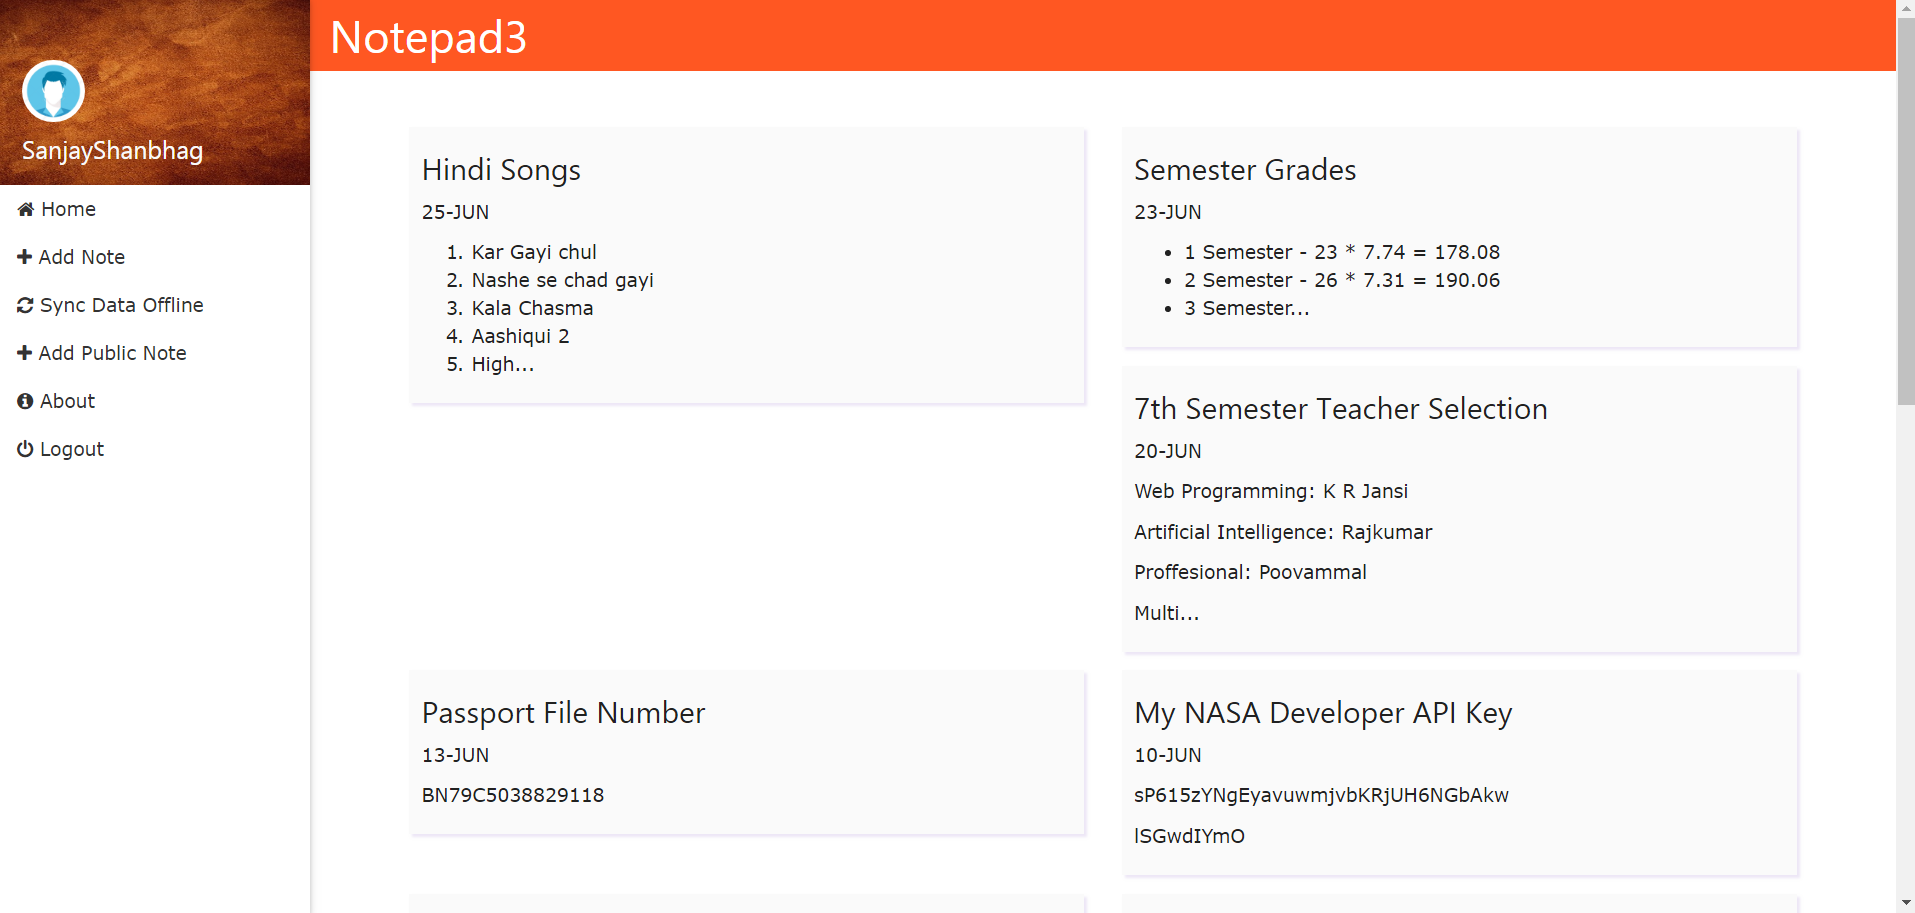 Notepad3
SanjayShanbhag
Home
Add Note
Sync Data Offline
Add Public Note
About
Logout
Hindi Songs
25-JUN
1. Kar Gayi chul
2. Nashe se chad gayi
3. Kala Chasma
4. Aashiqui 2
5. High...
Semester Grades
23-JUN
• 1 Semester - 23 * 7.74 = 178.08
• 2 Semester - 26 * 7.31 = 190.06
• 3 Semester...
7th Semester Teacher Selection
20-JUN
Web Programming: K R Jansi
Artificial Intelligence: Rajkumar
Proffesional: Poovammal
Multi...
Passport File Number
13-JUN
BN79C5038829118
My NASA Developer API Key
10-JUN
sP615zYNgEyavuwmjvbKRjUH6NGbAkw
lSGwdIYmO